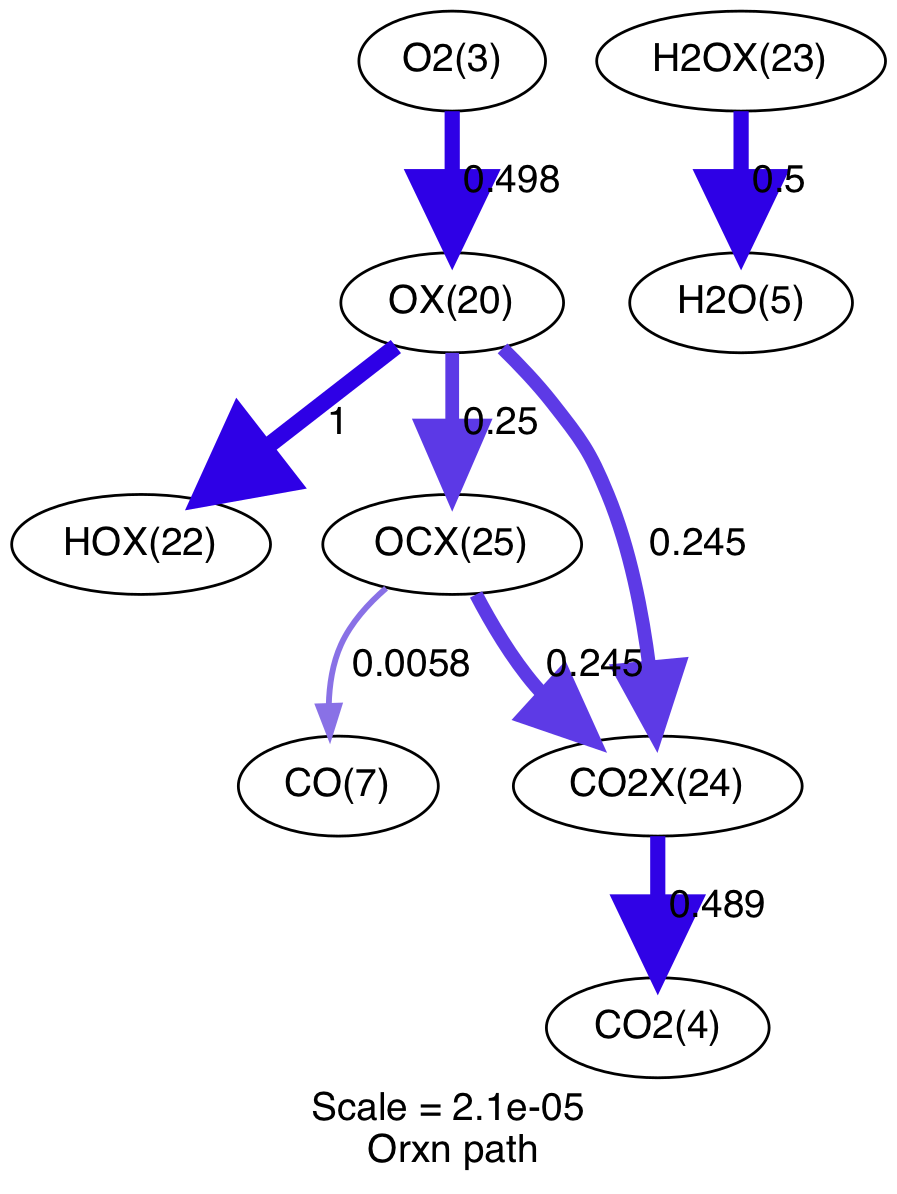 O2(3)
H2OX(23)
0.498
0.5
OX(20)
H2O(5)
1
0.25
HOX(22)
OCX(25)
0.245
0.0058
0.245
CO(7)
CO2X(24)
0.489
CO2(4)
Scale = 2.1e-05
Orxn path